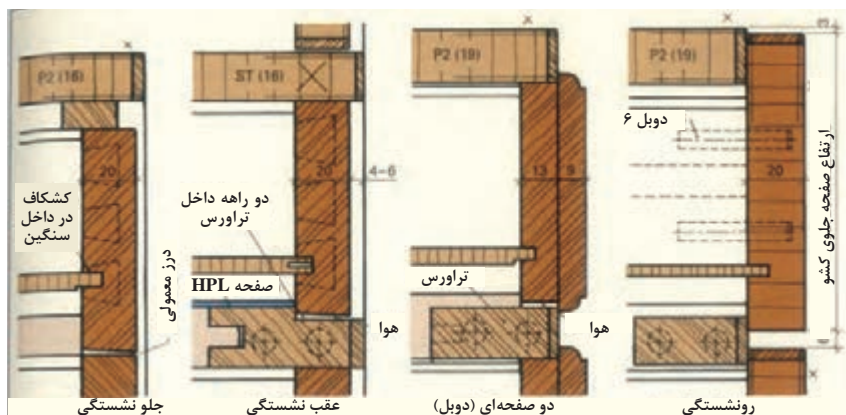 P2 (16)
ST (16)
P2 (19)
P2 (19)
دوبل ۶
ارتفاع صفحه جلوی کشو
20
20
4-6
13
9
20
کشکاف
در داخل
سنگین
دو راهه داخل
تراورس
تراورس
درز معمولی
صفحه HPL
هوا
هوا
جلو نشستگی
عقب نشستگی
دو صفحه‌ای (دوبل)
رونشستگی